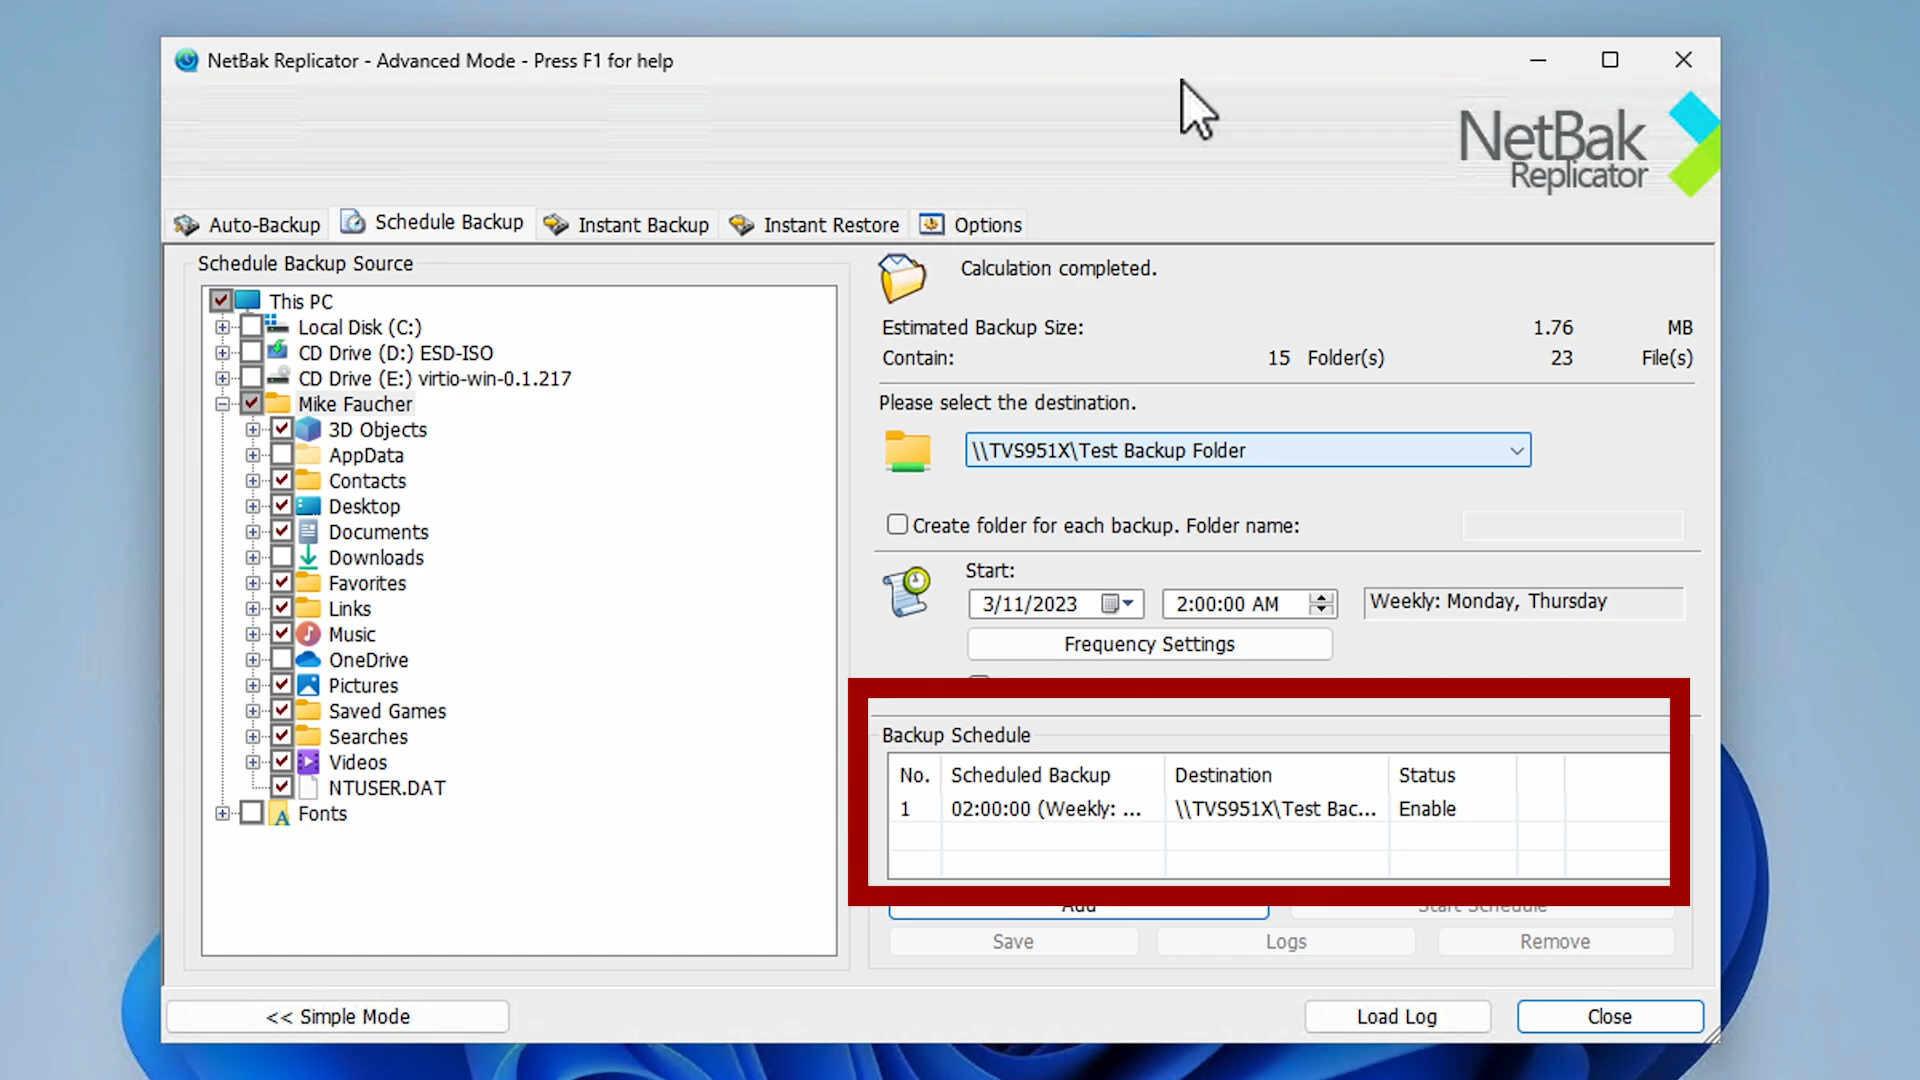 NetBak Replicator - Advanced Mode - Press F1 for help
NetBak
Replicator
Auto-Backup Schedule Backup Instant Backup Instant Restore Options
Schedule Backup Source
This PC
Local Disk (C:)
CD Drive (D:) ESD-ISO
CD Drive (E:) virtio-win-0.1.217
Mike Faucher
3D Objects
AppData
Contacts
Desktop
Documents
Downloads
Favorites
Links
Music
OneDrive
Pictures
Saved Games
Searches
Videos
NTUSER.DAT
Fonts
Calculation completed.
Estimated Backup Size: 1.76 MB
Contain: 15 Folder(s) 23 File(s)
Please select the destination.
\\TVS951X\Test Backup Folder
Create folder for each backup. Folder name:
Start:
3/11/2023 2:00:00 AM Weekly: Monday, Thursday
Frequency Settings
Backup Schedule
No. Scheduled Backup Destination Status
1 02:00:00 (Weekly: ... \\TVS951X\Test Bac... Enable
Add Start Schedule
Save Logs Remove
<< Simple Mode Load Log Close